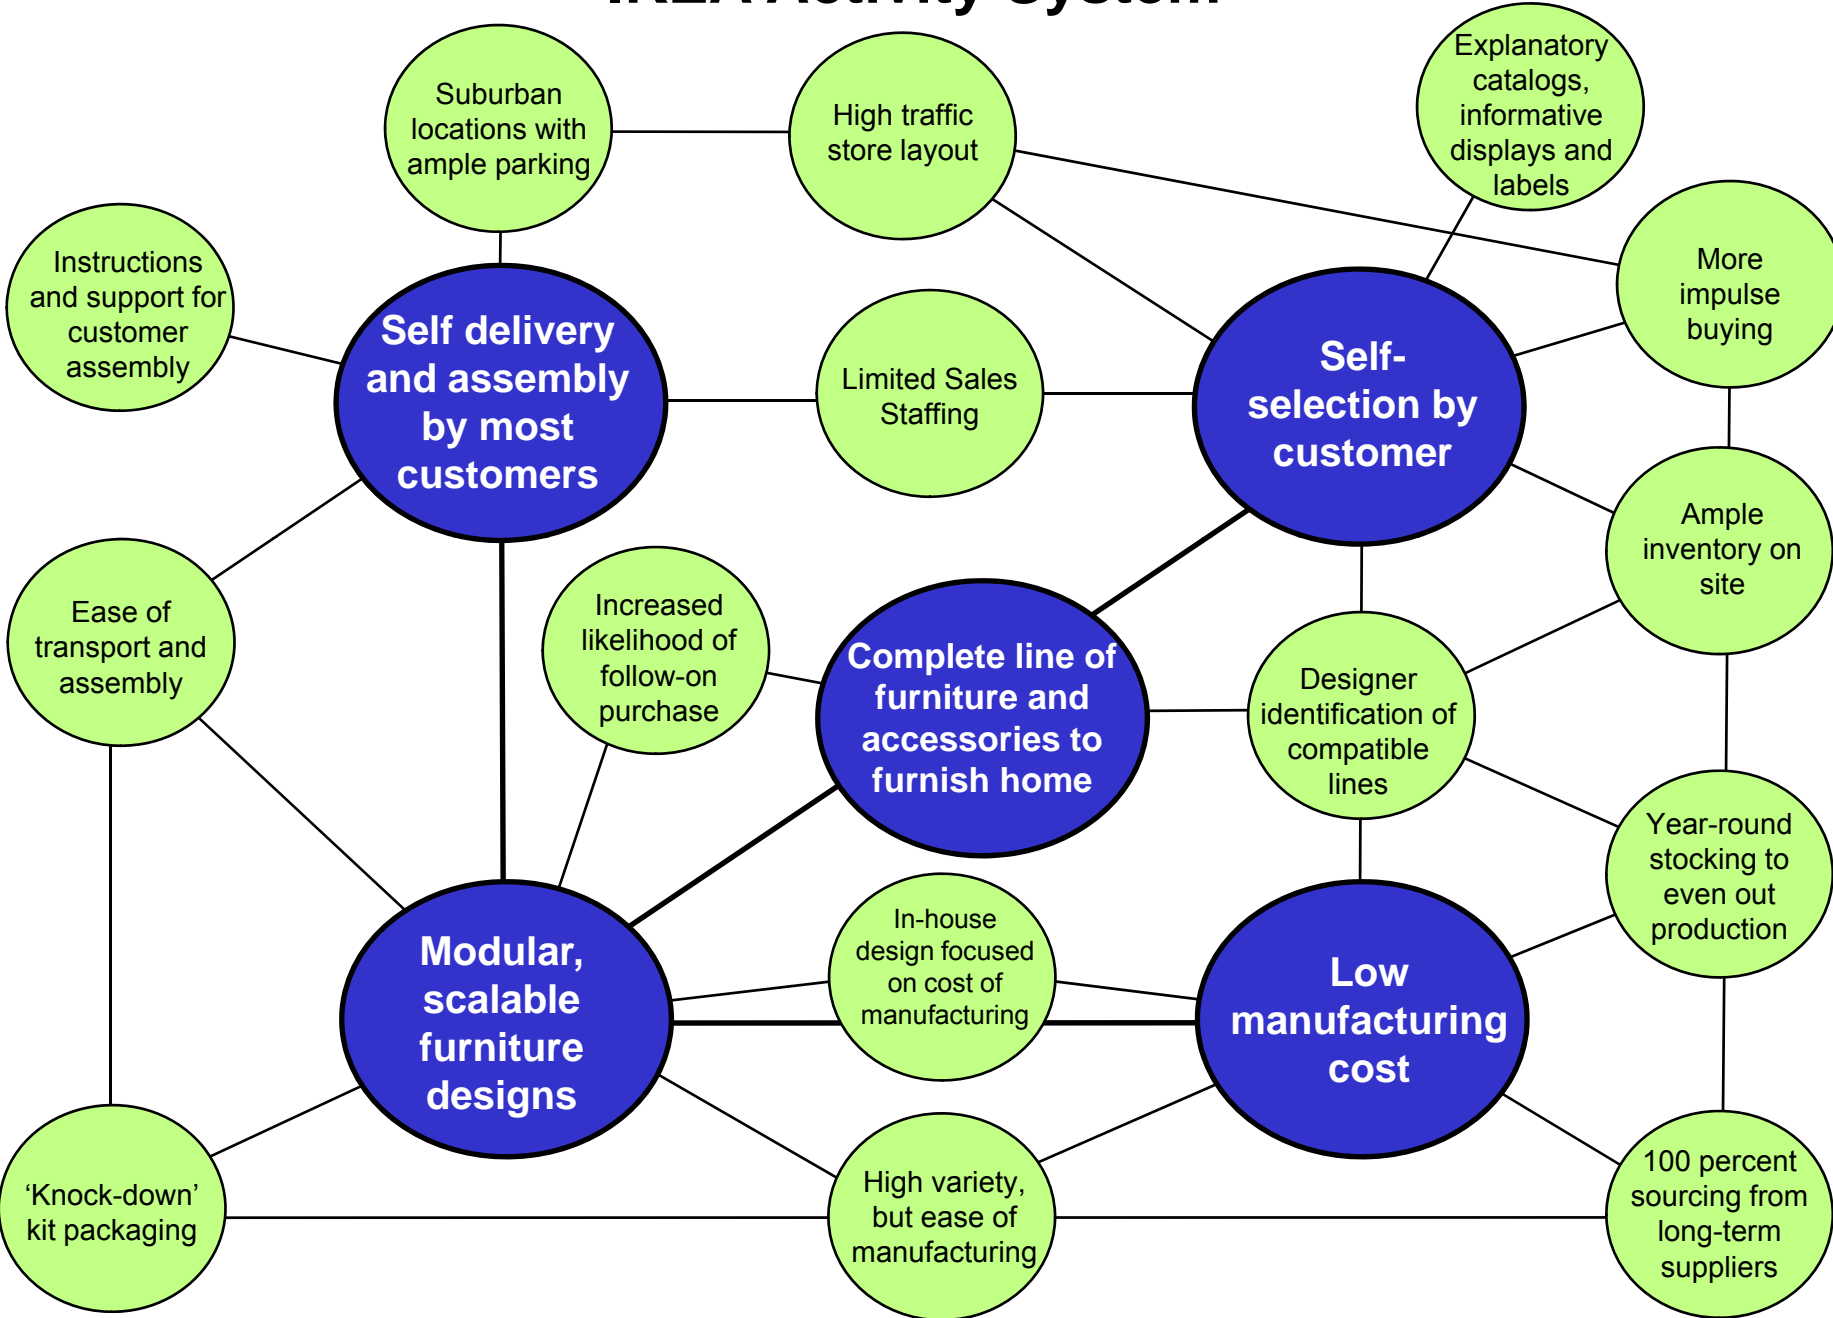 IKEA Activity System
Explanatory
catalogs,
informative
displays and
labels
Suburban
locations with
ample parking
High traffic
store layout
Instructions
and support for
customer
assembly
More
impulse
buying
Self delivery
and assembly
by most
customers
Limited Sales
Staffing
Self-
selection by
customer
Ample
inventory on
site
Ease of
transport and
assembly
Increased
likelihood of
follow-on
purchase
Complete line of
furniture and
accessories to
furnish home
Designer
identification of
compatible
lines
Year-round
stocking to
even out
production
Modular,
scalable
furniture
designs
In-house
design focused
on cost of
manufacturing
Low
manufacturing
cost
‘Knock-down’
kit packaging
High variety,
but ease of
manufacturing
100 percent
sourcing from
long-term
suppliers